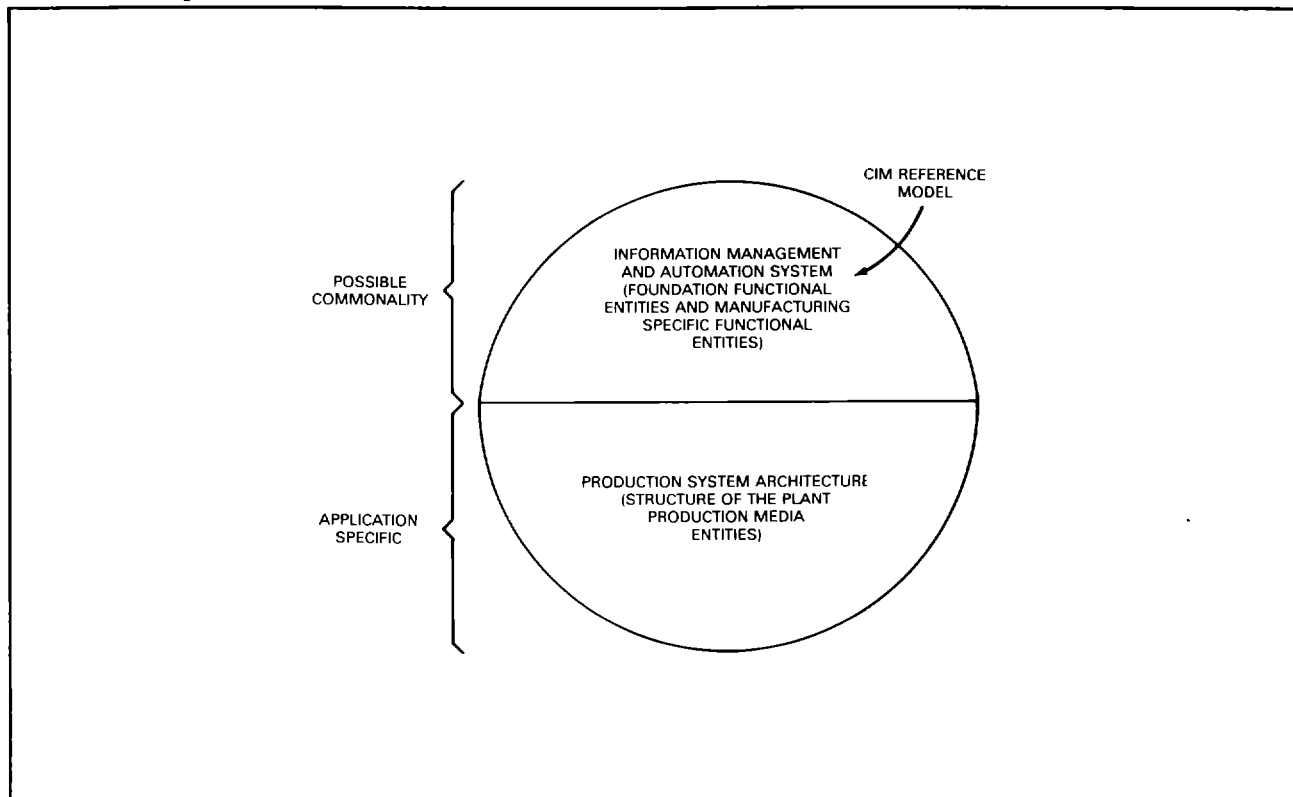 CIM REFERENCE
MODEL
INFORMATION MANAGEMENT
AND AUTOMATION SYSTEM
(FOUNDATION FUNCTIONAL
ENTITIES AND MANUFACTURING
SPECIFIC FUNCTIONAL
ENTITIES)
POSSIBLE
COMMONALITY
PRODUCTION SYSTEM ARCHITECTURE
(STRUCTURE OF THE PLANT
PRODUCTION MEDIA
ENTITIES)
APPLICATION
SPECIFIC